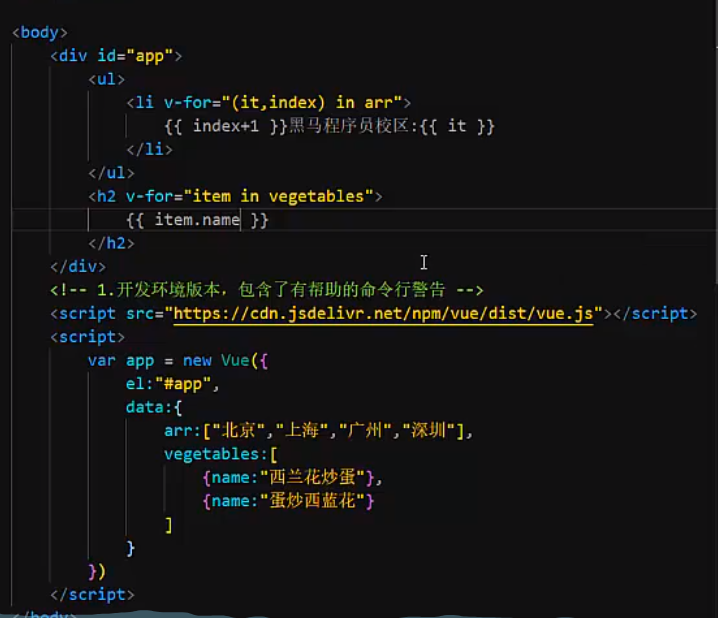 <body>
<div id="app">
<ul>
<li v-for="(it,index) in arr">
{{ index+1 }}黑马程序员校区:{{ it }}
</li>
</ul>
<h2 v-for="item in vegetables">
{{ item.name }}
</h2>
</div>
<!-- 1.开发环境版本，包含了有帮助的命令行警告 -->
<script src="https://cdn.jsdelivr.net/npm/vue/dist/vue.js"></script>
<script>
var app = new Vue({
el:"#app",
data:{
arr:["北京","上海","广州","深圳"],
vegetables:[
{name:"西兰花炒蛋"},
{name:"蛋炒西蓝花"}
]
}
})
</script>
</body>